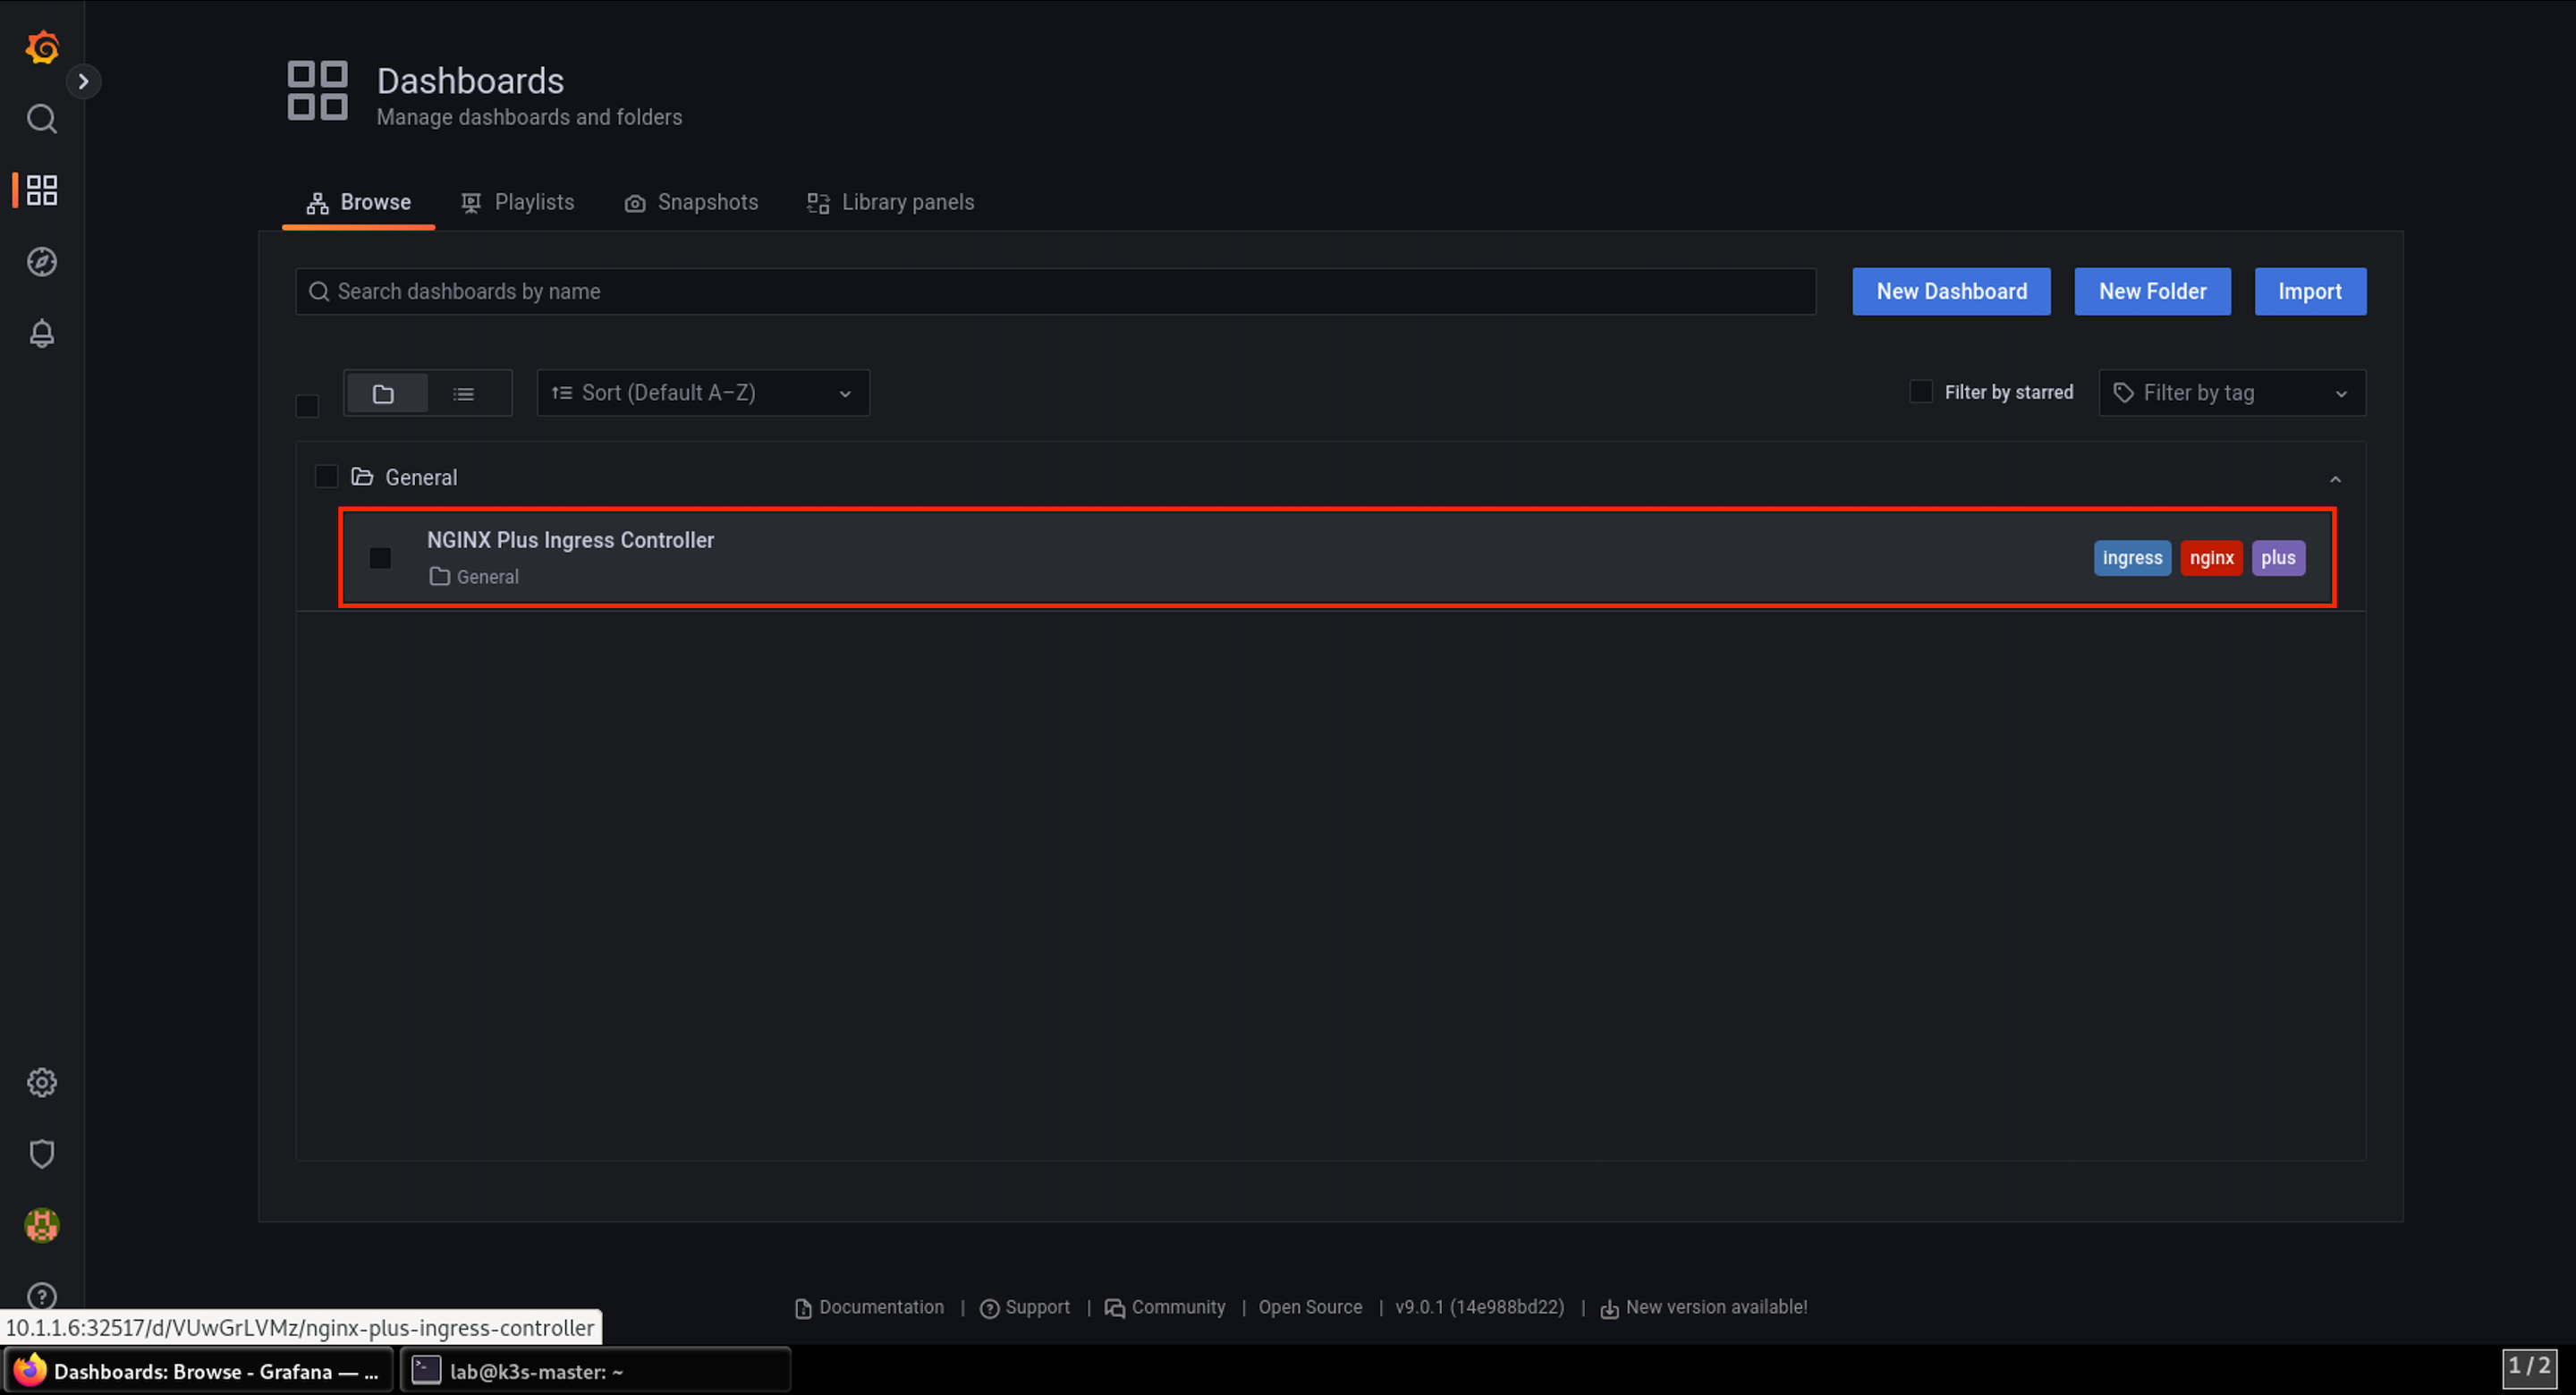 Dashboards
Manage dashboards and folders
Browse Playlists Snapshots Library panels
Search dashboards by name New Dashboard New Folder Import
Sort (Default A–Z) Filter by starred Filter by tag
General
NGINX Plus Ingress Controller
General
ingress nginx plus
Documentation | Support | Community | Open Source | v9.0.1 (14e988bd22) | New version available!
10.1.1.6:32517/d/VUwGrLVMz/nginx-plus-ingress-controller
Dashboards: Browse - Grafana — ... lab@k3s-master: ~ 1 / 2